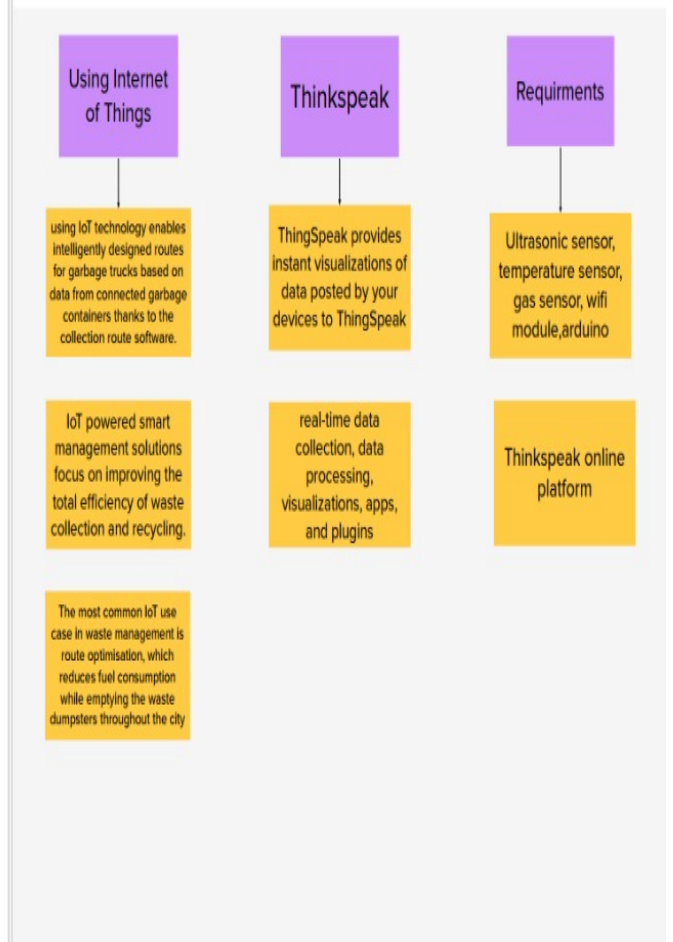 Using Internet
of Things
using IoT technology enables
intelligently designed routes
for garbage trucks based on
data from connected garbage
containers thanks to the
collection route software.
IoT powered smart
management solutions
focus on improving the
total efficiency of waste
collection and recycling.
The most common IoT use
case in waste management is
route optimisation, which
reduces fuel consumption
while emptying the waste
dumpsters throughout the city
Thinkspeak
ThingSpeak provides
instant visualizations of
data posted by your
devices to ThingSpeak
real-time data
collection, data
processing,
visualizations, apps,
and plugins
Requirments
Ultrasonic sensor,
temperature sensor,
gas sensor, wifi
module,arduino
Thinkspeak online
platform